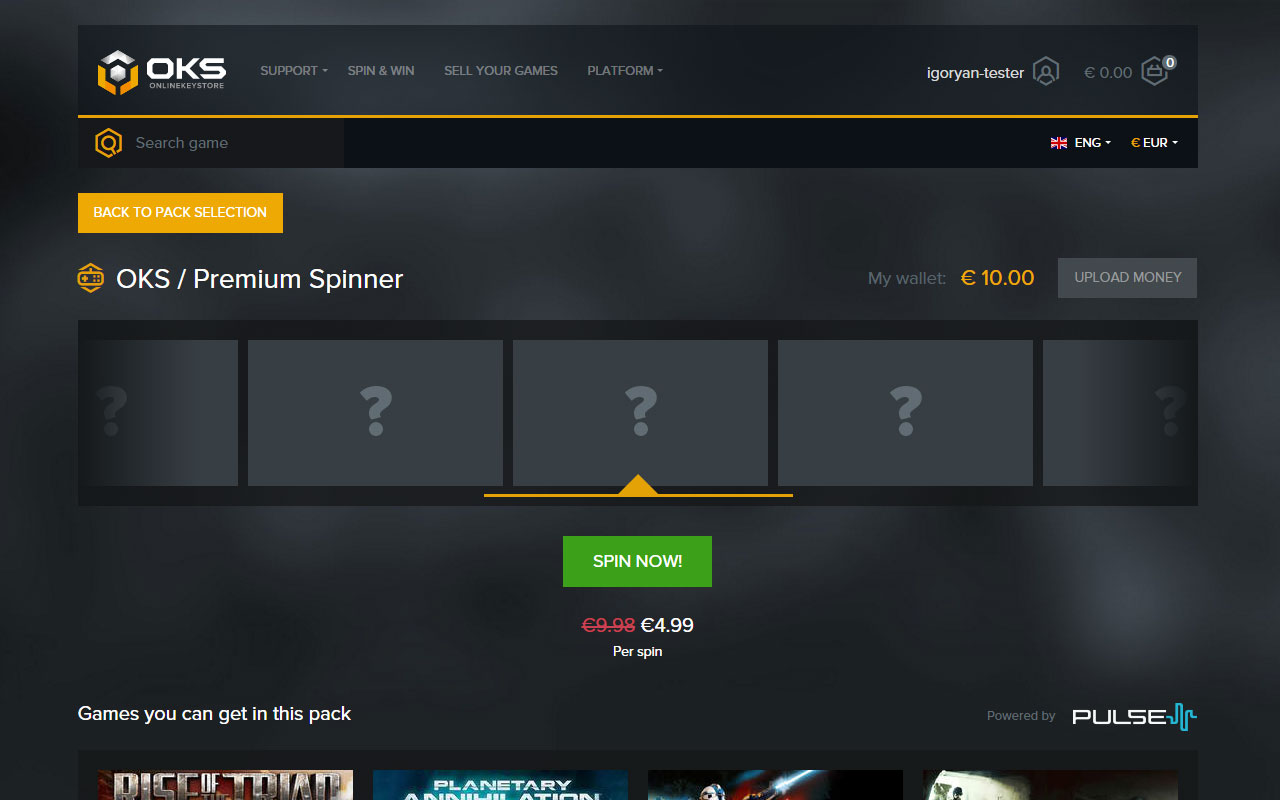 OKS
ONLINEKEYSTORE
SUPPORT
SPIN & WIN
SELL YOUR GAMES
PLATFORM
igoryan-tester
€ 0.00
0
Search game
ENG
€ EUR
BACK TO PACK SELECTION
OKS / Premium Spinner
My wallet:
€ 10.00
UPLOAD MONEY
?
?
?
?
?
SPIN NOW!
€9.98 €4.99
Per spin
Games you can get in this pack
Powered by
PULSE
RISE OF THE TRIAD
PLANETARY
ANNIHILATION